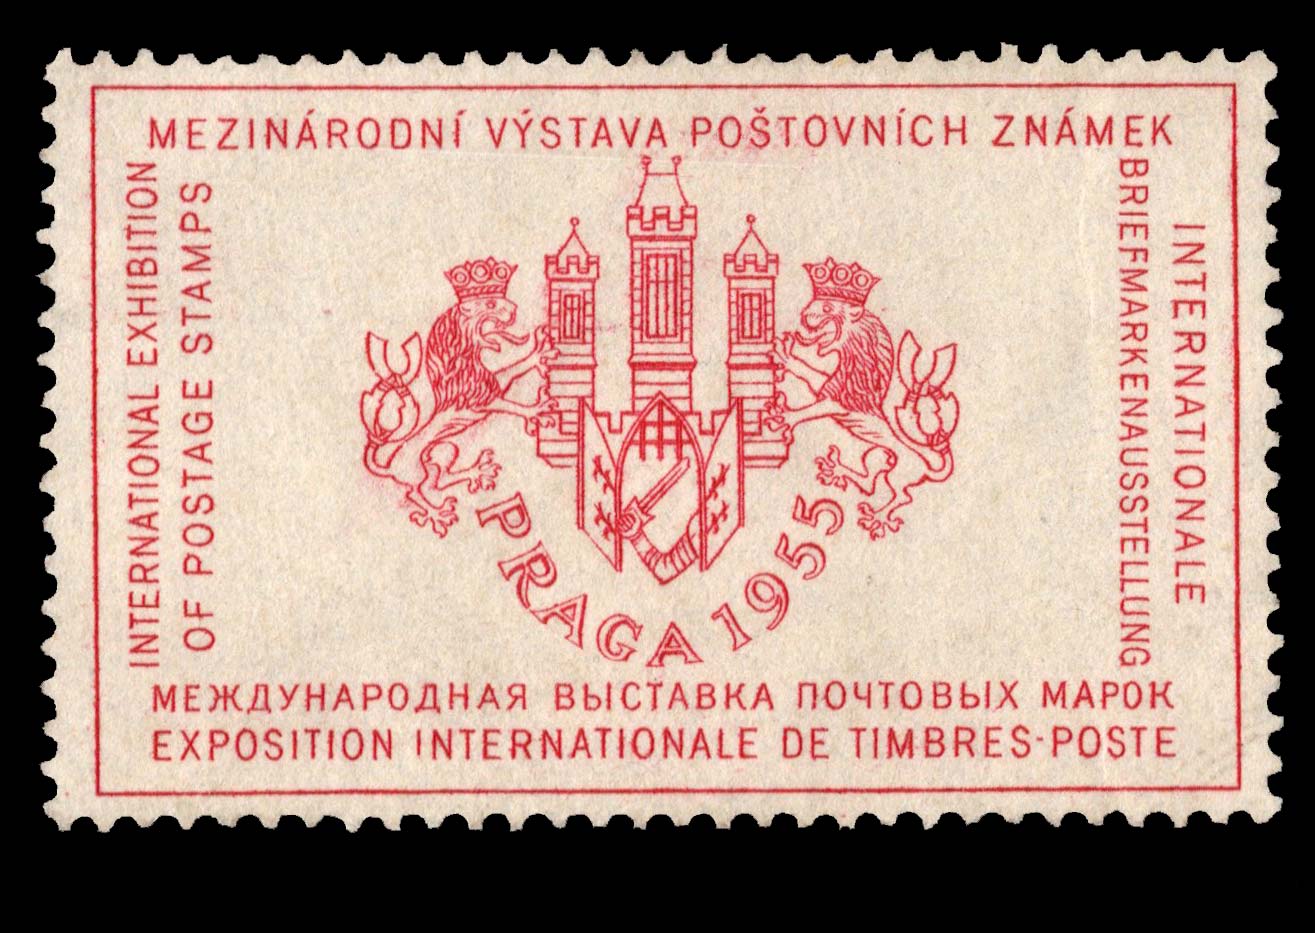 MEZINÁRODNÍ VÝSTAVA POŠTOVNÍCH ZNÁMEK
INTERNATIONAL EXHIBITION
OF POSTAGE STAMPS
INTERNATIONALE
BRIEFMARKENAUSSTELLUNG
PRAGA 1955
МЕЖДУНАРОДНАЯ ВЫСТАВКА ПОЧТОВЫХ МАРОК
EXPOSITION INTERNATIONALE DE TIMBRES-POSTE